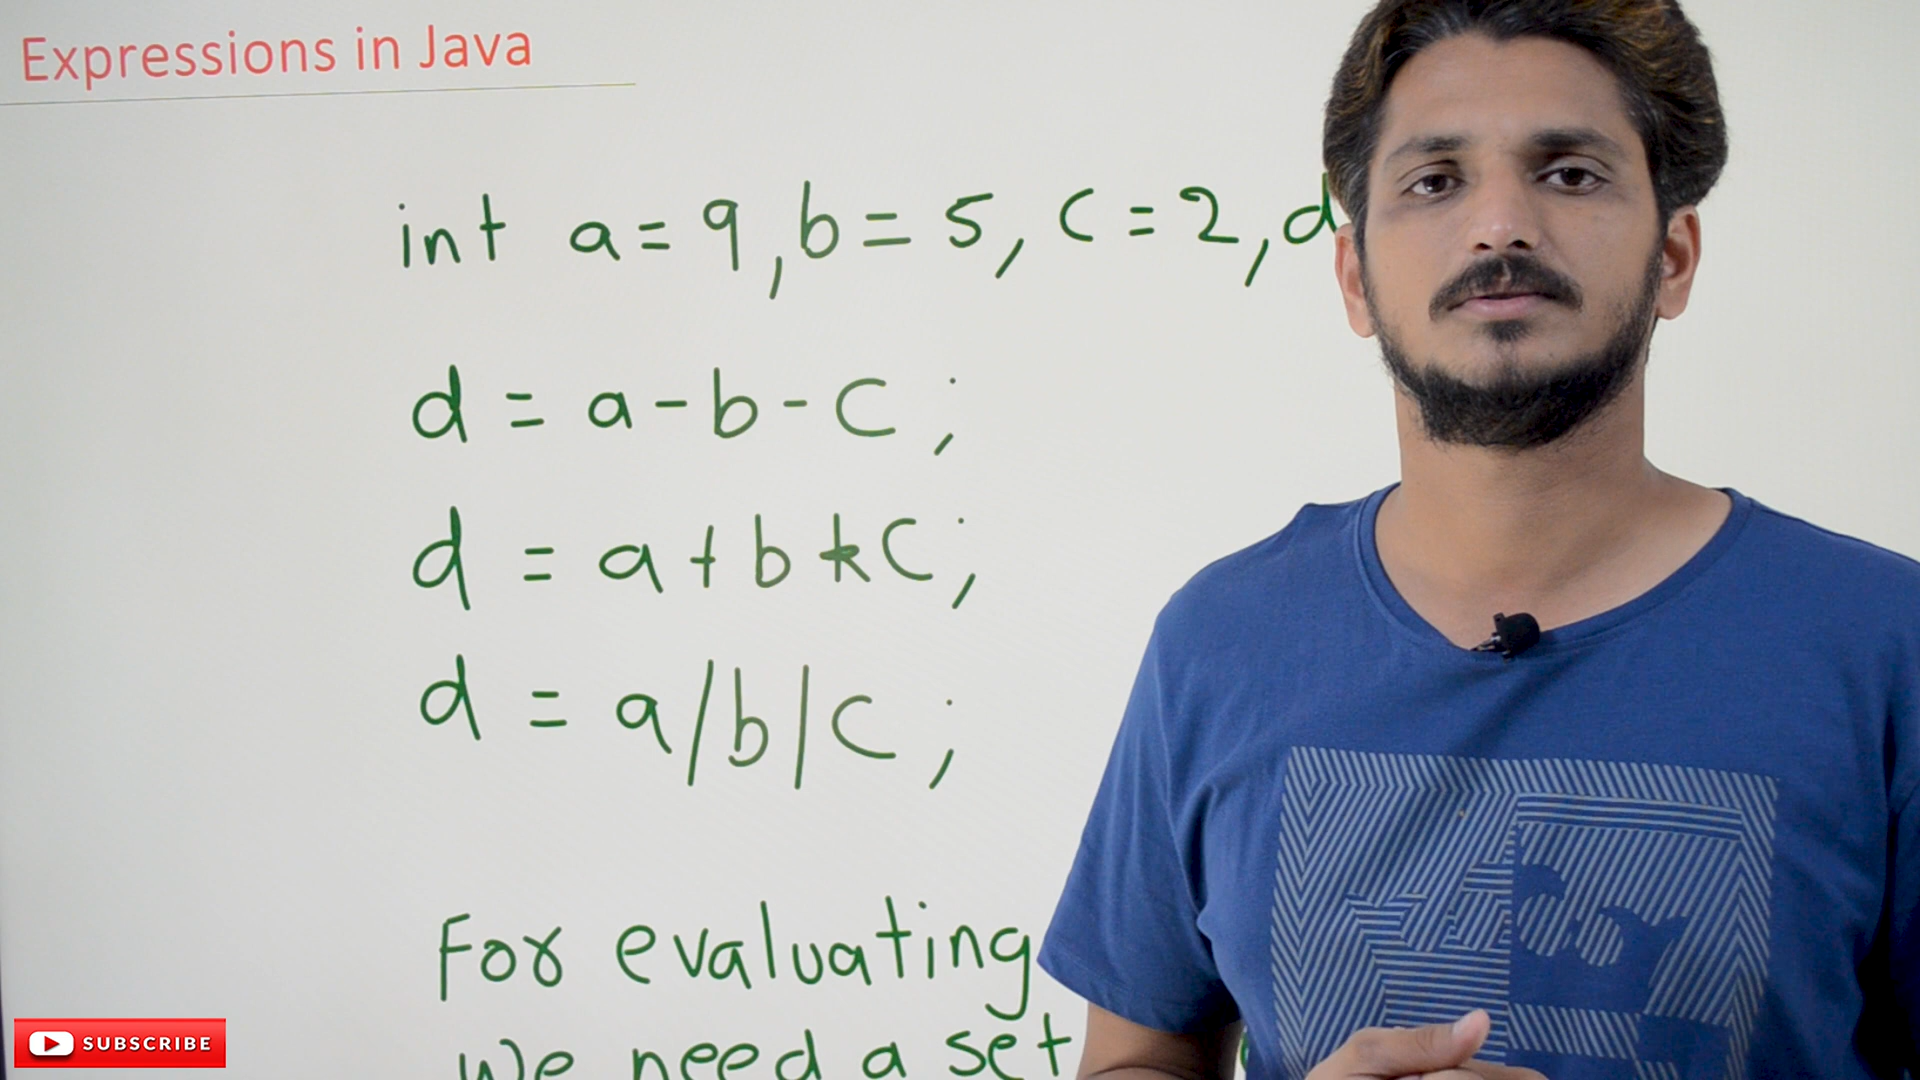 Expressions in Java
int a = 9, b = 5, c = 2, d
d = a - b - c ;
d = a + b * c ;
d = a / b / c ;
For evaluating
We need a set
SUBSCRIBE